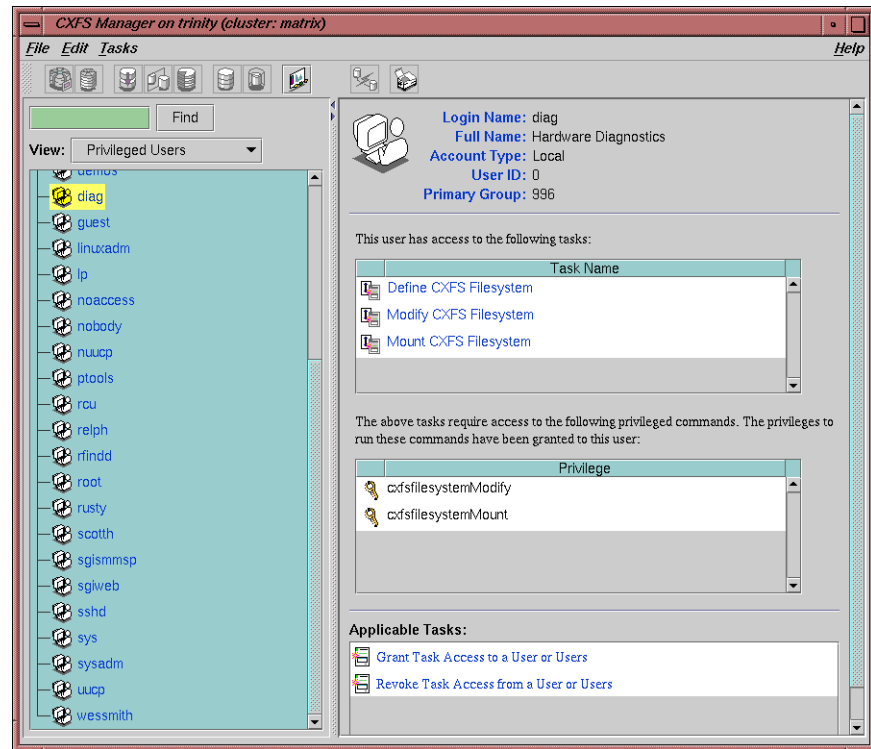 CXFS Manager on trinity (cluster: matrix)
File Edit Tasks Help
Find
View: Privileged Users
demos
diag
guest
linuxadm
lp
noaccess
nobody
nuucp
ptools
rcu
relph
rfindd
root
rusty
scotth
sgismmsp
sgiweb
sshd
sys
sysadm
uucp
wessmith
Login Name: diag
Full Name: Hardware Diagnostics
Account Type: Local
User ID: 0
Primary Group: 996
This user has access to the following tasks:
Task Name
Define CXFS Filesystem
Modify CXFS Filesystem
Mount CXFS Filesystem
The above tasks require access to the following privileged commands. The privileges to
run these commands have been granted to this user:
Privilege
cxfsfilesystemModify
cxfsfilesystemMount
Applicable Tasks:
Grant Task Access to a User or Users
Revoke Task Access from a User or Users